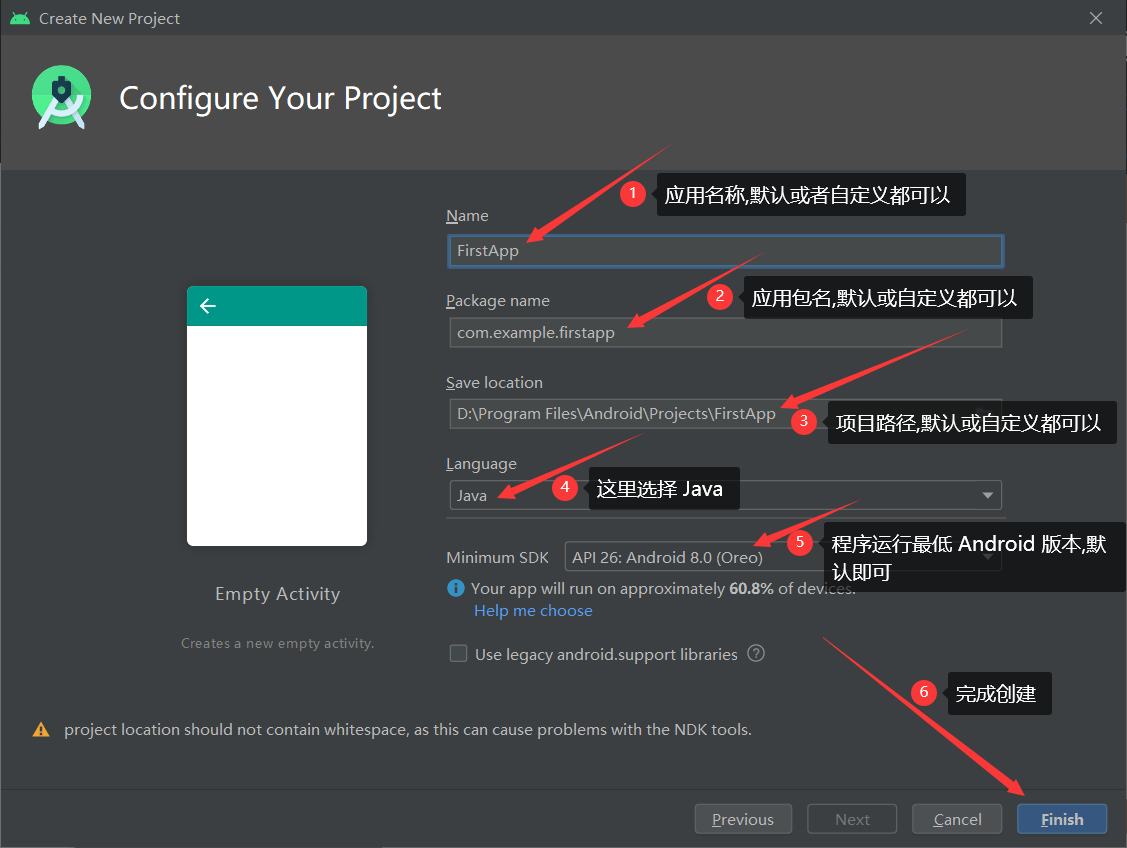 Create New Project
Configure Your Project
1
应用名称,默认或者自定义都可以
Name
FirstApp
2
应用包名,默认或自定义都可以
Package name
com.example.firstapp
Save location
D:\Program Files\Android\Projects\FirstApp
3
项目路径,默认或自定义都可以
Language
Java
4
这里选择 Java
5
程序运行最低 Android 版本,默
认即可
Minimum SDK
API 26: Android 8.0 (Oreo)
Your app will run on approximately 60.8% of devices.
Help me choose
Empty Activity
Creates a new empty activity.
Use legacy android.support libraries
?
6
完成创建
project location should not contain whitespace, as this can cause problems with the NDK tools.
Previous
Next
Cancel
Finish